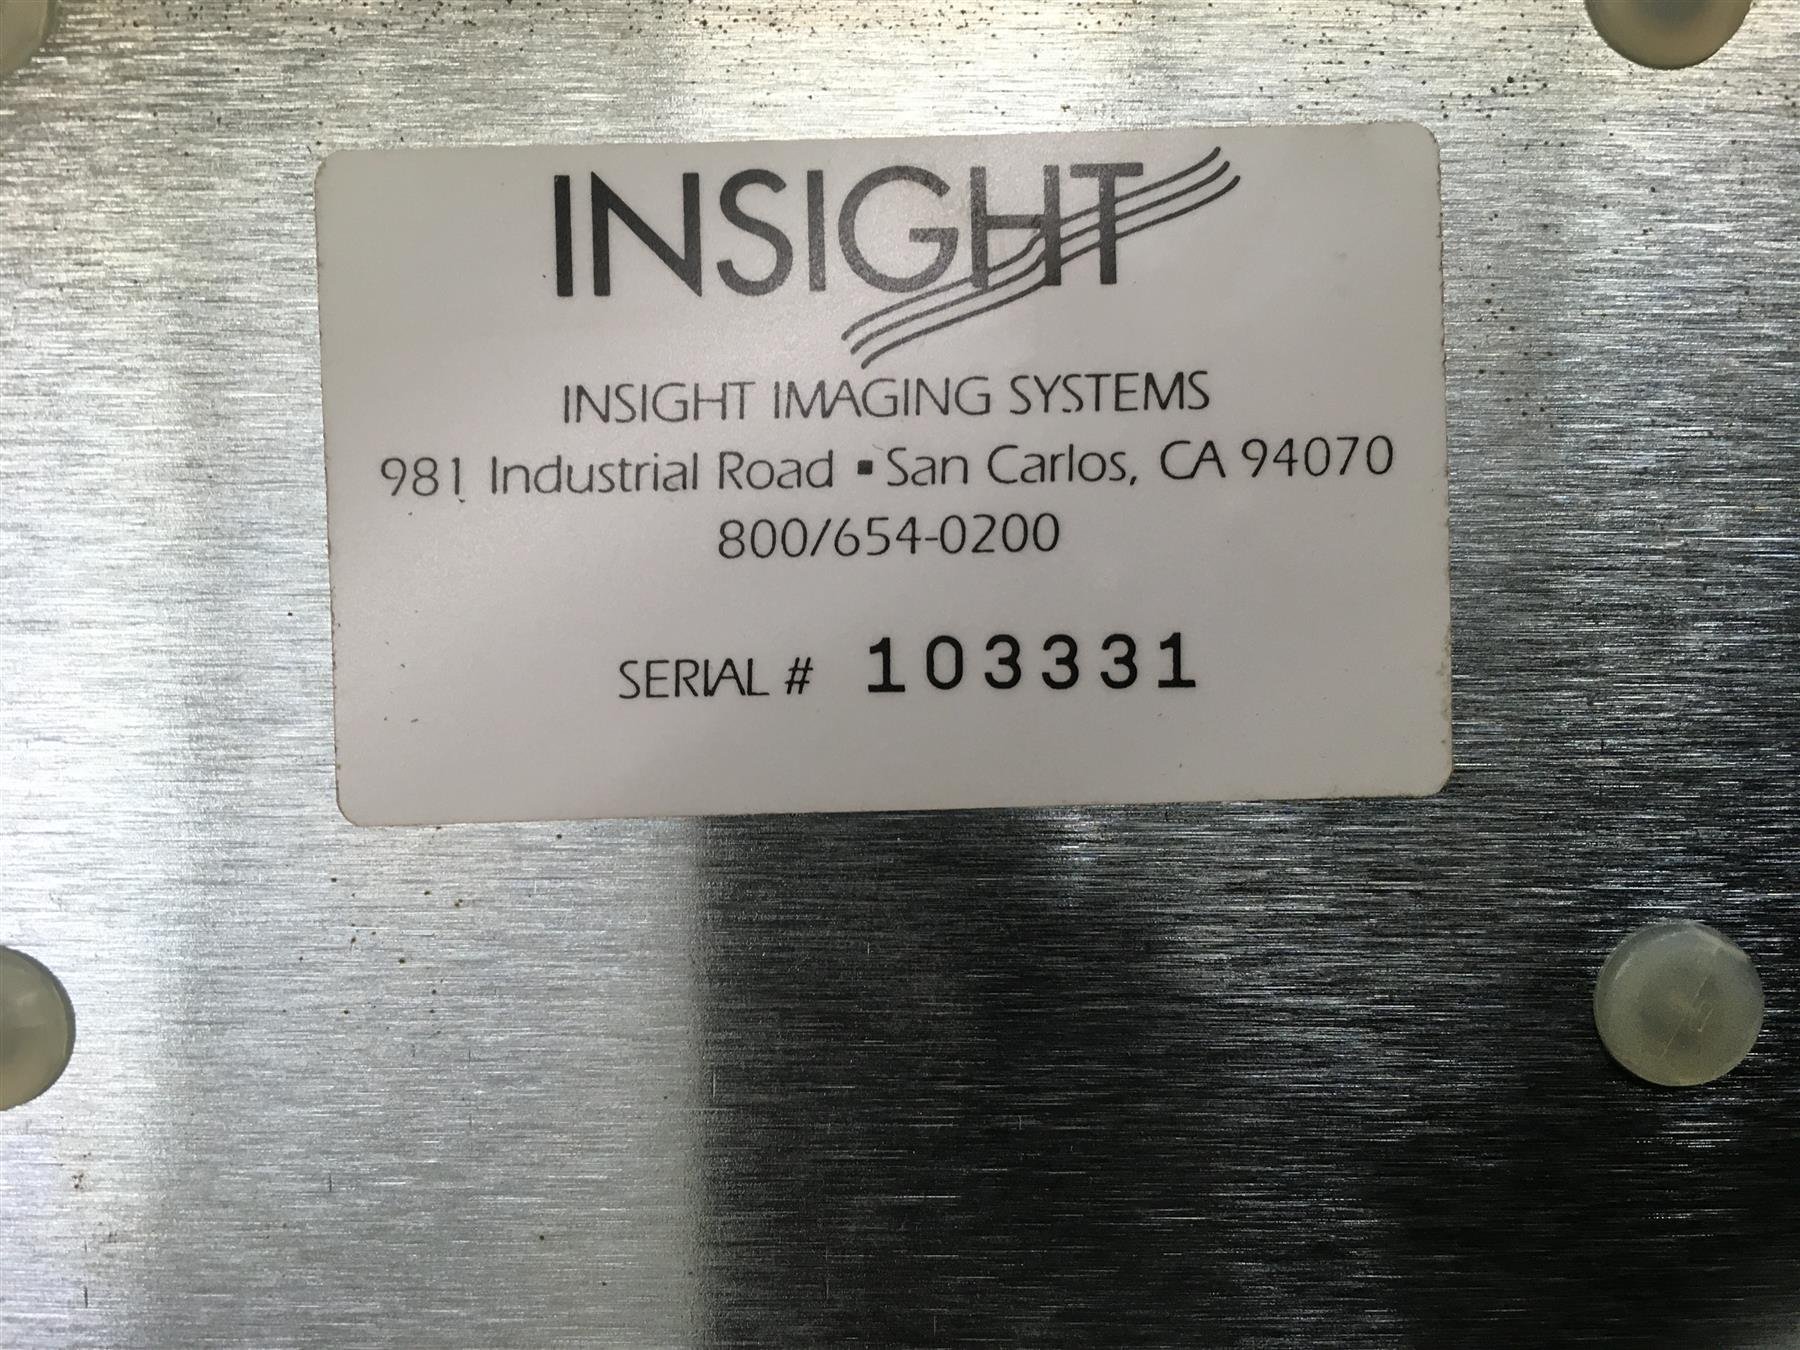 INSIGHT
INSIGHT IMAGING SYSTEMS
981 Industrial Road ▪ San Carlos, CA 94070
800/654-0200
SERIAL # 103331